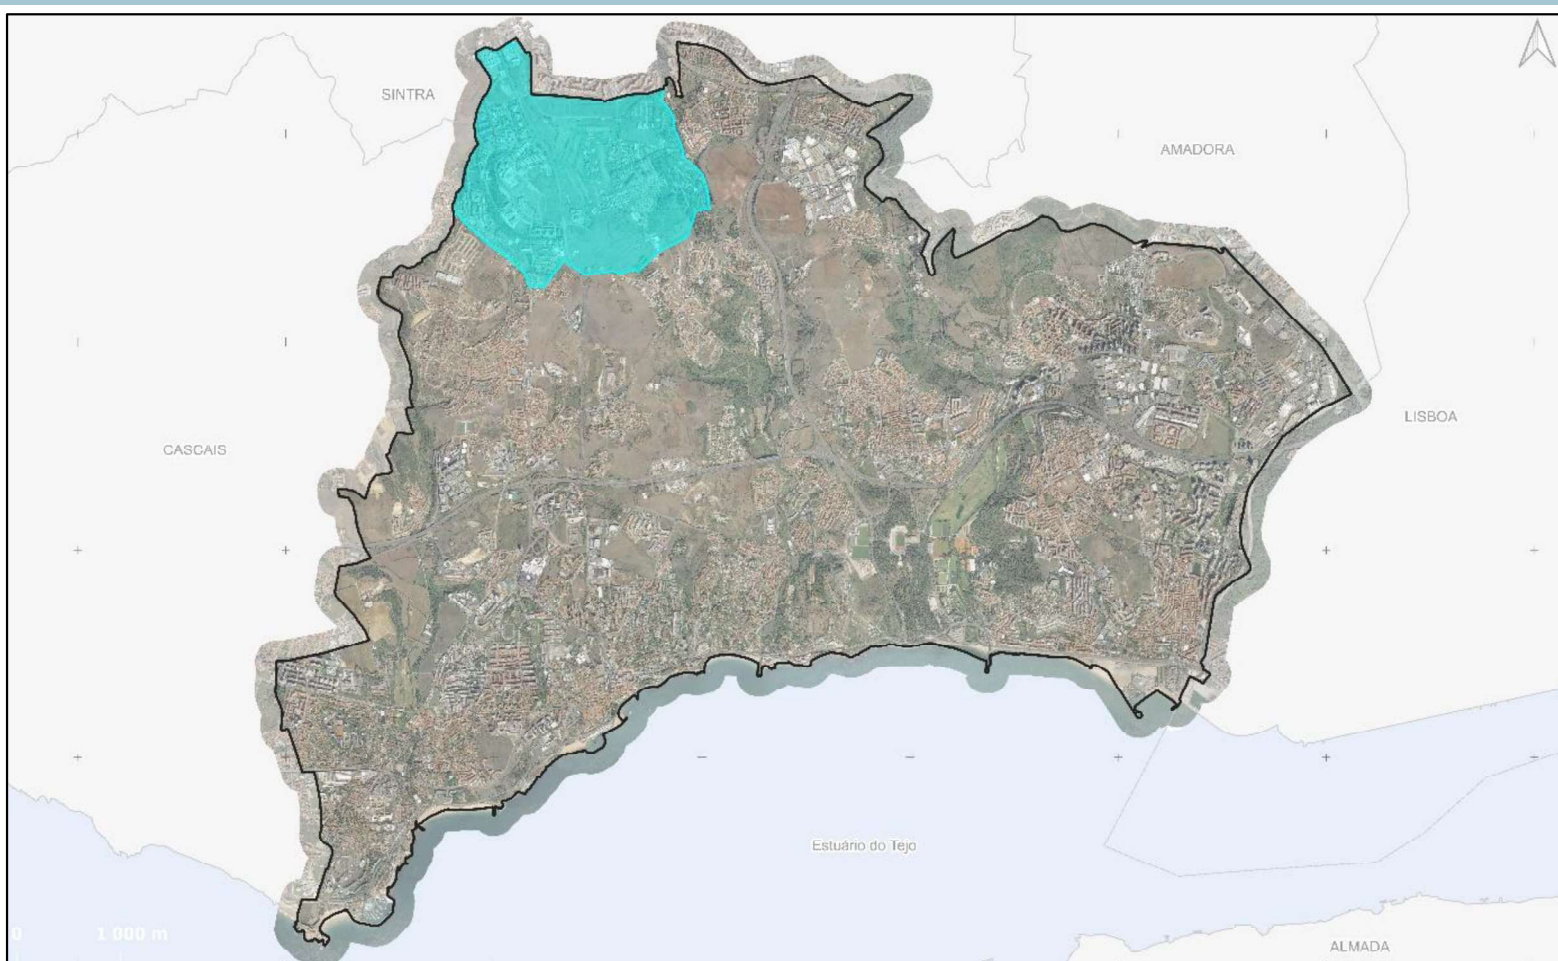 SINTRA
AMADORA
LISBOA
CASCAIS
Estuário do Tejo
0 1 000 m
ALMADA